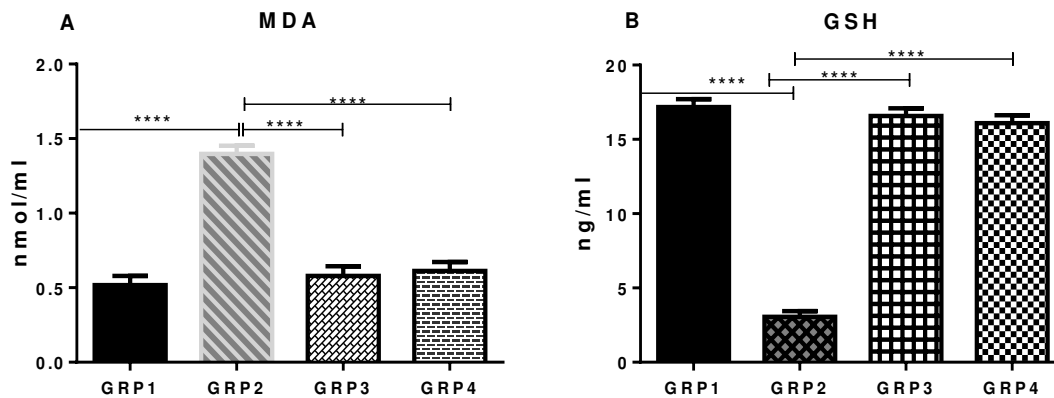 A
MDA
nmol/ml
2.0
1.5
1.0
0.5
0.0
****
****
****
GRP1 GRP2 GRP3 GRP4
B
GSH
ng/ml
20
15
10
5
0
****
****
****
GRP1 GRP2 GRP3 GRP4